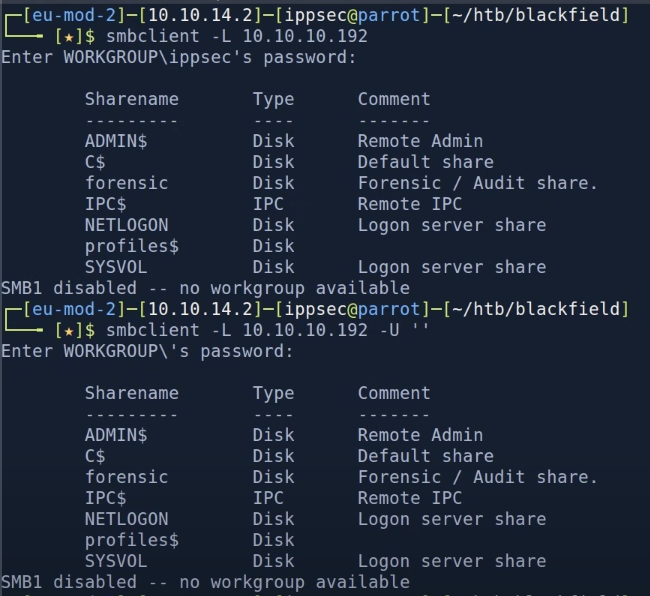 ┌─[eu-mod-2]─[10.10.14.2]─[ippsec@parrot]─[~/htb/blackfield]
└──╼ [★]$ smbclient -L 10.10.10.192
Enter WORKGROUP\ippsec's password:
Sharename Type Comment
--------- ---- -------
ADMIN$ Disk Remote Admin
C$ Disk Default share
forensic Disk Forensic / Audit share.
IPC$ IPC Remote IPC
NETLOGON Disk Logon server share
profiles$ Disk
SYSVOL Disk Logon server share
SMB1 disabled -- no workgroup available
┌─[eu-mod-2]─[10.10.14.2]─[ippsec@parrot]─[~/htb/blackfield]
└──╼ [★]$ smbclient -L 10.10.10.192 -U ''
Enter WORKGROUP\'s password:
Sharename Type Comment
--------- ---- -------
ADMIN$ Disk Remote Admin
C$ Disk Default share
forensic Disk Forensic / Audit share.
IPC$ IPC Remote IPC
NETLOGON Disk Logon server share
profiles$ Disk
SYSVOL Disk Logon server share
SMB1 disabled -- no workgroup available